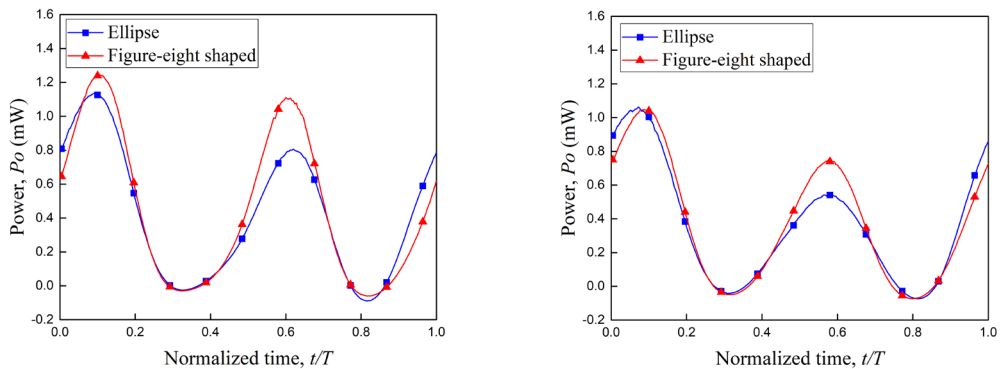 Ellipse
Figure-eight shaped
Power, Po (mW)
1.6
1.4
1.2
1.0
0.8
0.6
0.4
0.2
0.0
-0.2
0.0 0.2 0.4 0.6 0.8 1.0
Normalized time, t/T
Ellipse
Figure-eight shaped
Power, Po (mW)
1.6
1.4
1.2
1.0
0.8
0.6
0.4
0.2
0.0
-0.2
0.0 0.2 0.4 0.6 0.8 1.0
Normalized time, t/T